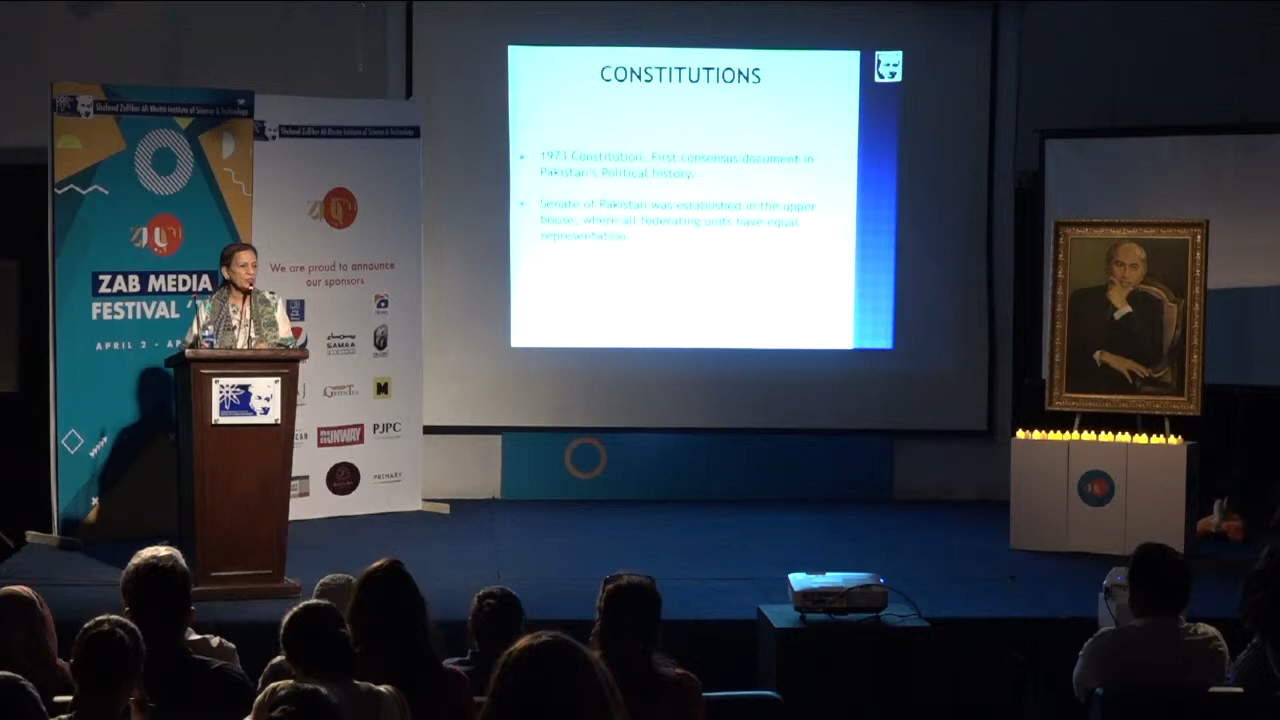 CONSTITUTIONS
1973 Constitution, First consensus document in
Pakistan's Political history.
Senate of Pakistan was established in the upper
house, where all federating units have equal
representation.
Shaheed Zulfikar Ali Bhutto Institute of Science & Technology
ZAB MEDIA
FESTIVAL
APRIL 2 - AP
Shaheed Zulfikar Ali Bhutto Institute of Science & Technology
We are proud to announce
our sponsors
SAMAA
GREENTEA
M
RUNWAY
PJPC
PRIMARY